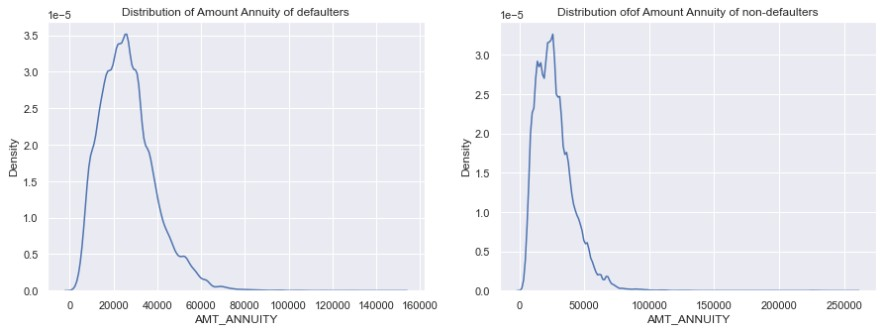 Distribution of Amount Annuity of defaulters
1e-5
3.5
3.0
2.5
2.0
1.5
1.0
0.5
0.0
Density
0 20000 40000 60000 80000 100000 120000 140000 160000
AMT_ANNUITY
Distribution ofof Amount Annuity of non-defaulters
1e-5
3.0
2.5
2.0
1.5
1.0
0.5
0.0
Density
0 50000 100000 150000 200000 250000
AMT_ANNUITY